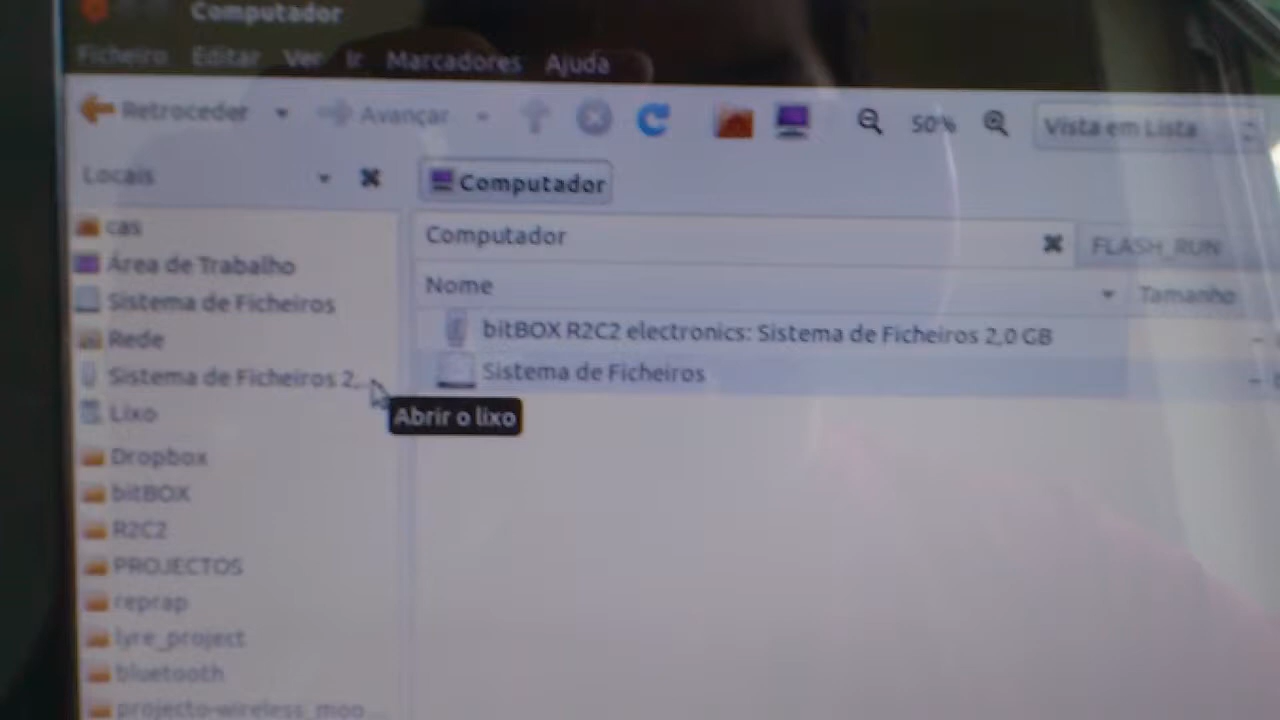 Computador
Ficheiro Editar Ver Ir Marcadores Ajuda
Retroceder Avançar 50% Vista em Lista
Locais Computador
cas
Computador FLASH_RUN
Área de Trabalho
Nome Tamanho
Sistema de Ficheiros
bitBOX R2C2 electronics: Sistema de Ficheiros 2,0 GB
Rede
Sistema de Ficheiros
Sistema de Ficheiros 2...
Lixo
Abrir o lixo
Dropbox
bitBOX
R2C2
PROJECTOS
reprap
lyre_project
bluetooth
projecto-wireless_moo...